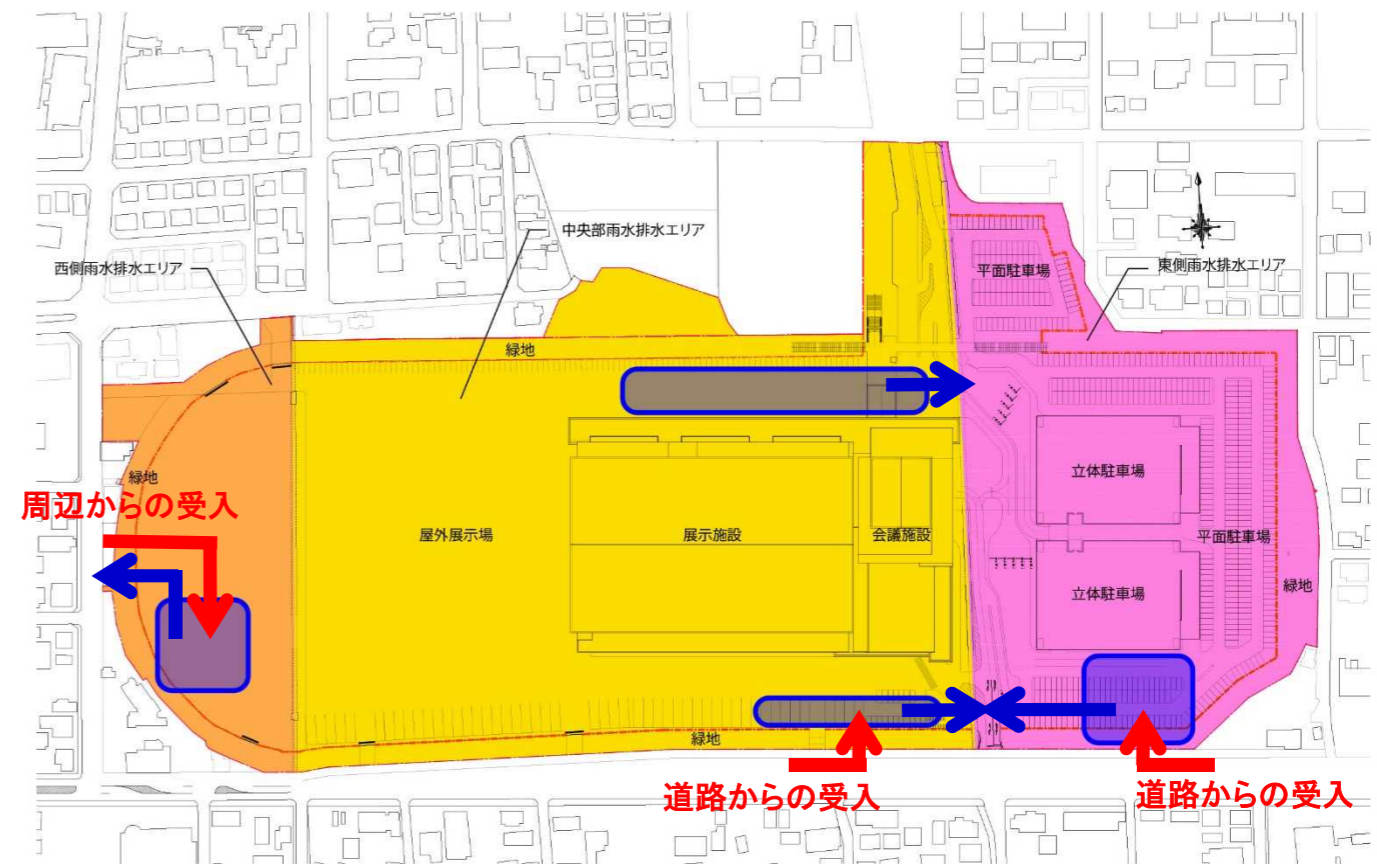 中央部雨水排水エリア
西側雨水排水エリア
平面駐車場
東側雨水排水エリア
緑地
立体駐車場
緑地
周辺からの受入
屋外展示場
展示施設
会議施設
平面駐車場
立体駐車場
緑地
緑地
道路からの受入
道路からの受入